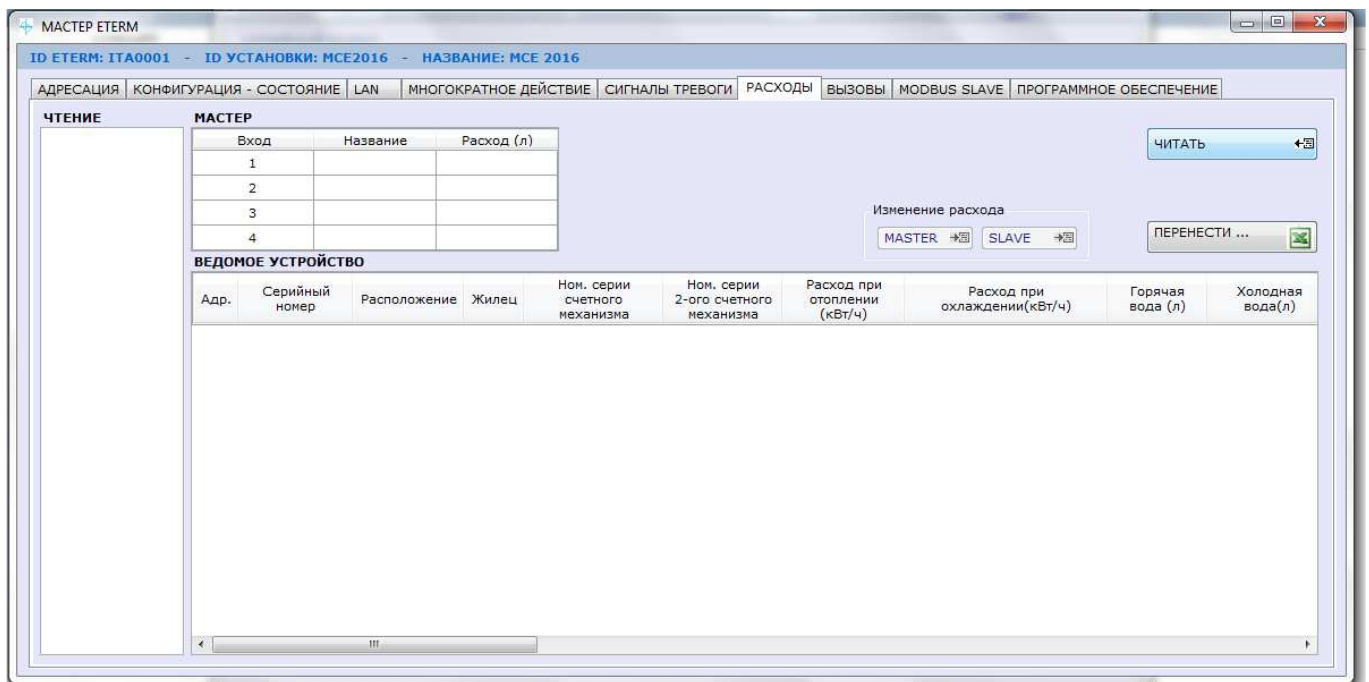 МАСТЕР ETERM
ID ETERM: ITA0001 - ID УСТАНОВКИ: MCE2016 - НАЗВАНИЕ: MCE 2016
АДРЕСАЦИЯ КОНФИГУРАЦИЯ - СОСТОЯНИЕ LAN МНОГОКРАТНОЕ ДЕЙСТВИЕ СИГНАЛЫ ТРЕВОГИ РАСХОДЫ ВЫЗОВЫ MODBUS SLAVE ПРОГРАММНОЕ ОБЕСПЕЧЕНИЕ
ЧТЕНИЕ МАСТЕР
Вход Название Расход (л)
ЧИТАТЬ
1
2
3
4
Изменение расхода
MASTER SLAVE
ПЕРЕНЕСТИ ...
ВЕДОМОЕ УСТРОЙСТВО
Адр.
Серийный
номер
Расположение
Жилец
Ном. серии
счетного
механизма
Ном. серии
2-ого счетного
механизма
Расход при
отоплении
(кВт/ч)
Расход при
охлаждении(кВт/ч)
Горячая
вода (л)
Холодная
вода(л)